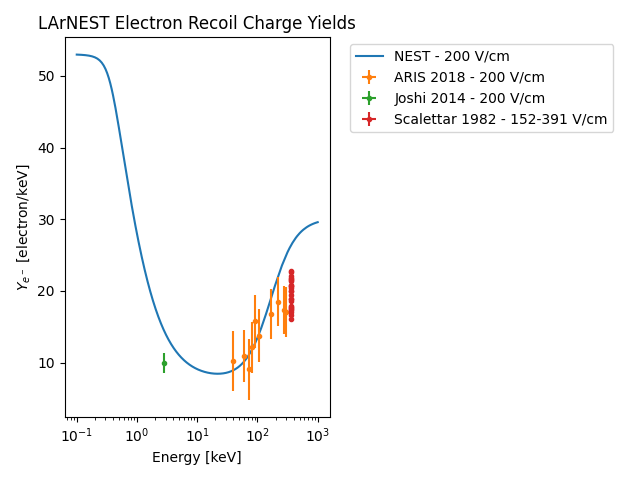 LArNEST Electron Recoil Charge Yields
NEST - 200 V/cm
ARIS 2018 - 200 V/cm
Joshi 2014 - 200 V/cm
Scalettar 1982 - 152-391 V/cm
50
40
30
20
10
Y_{e^-} [electron/keV]
10^{-1} 10^0 10^1 10^2 10^3
Energy [keV]